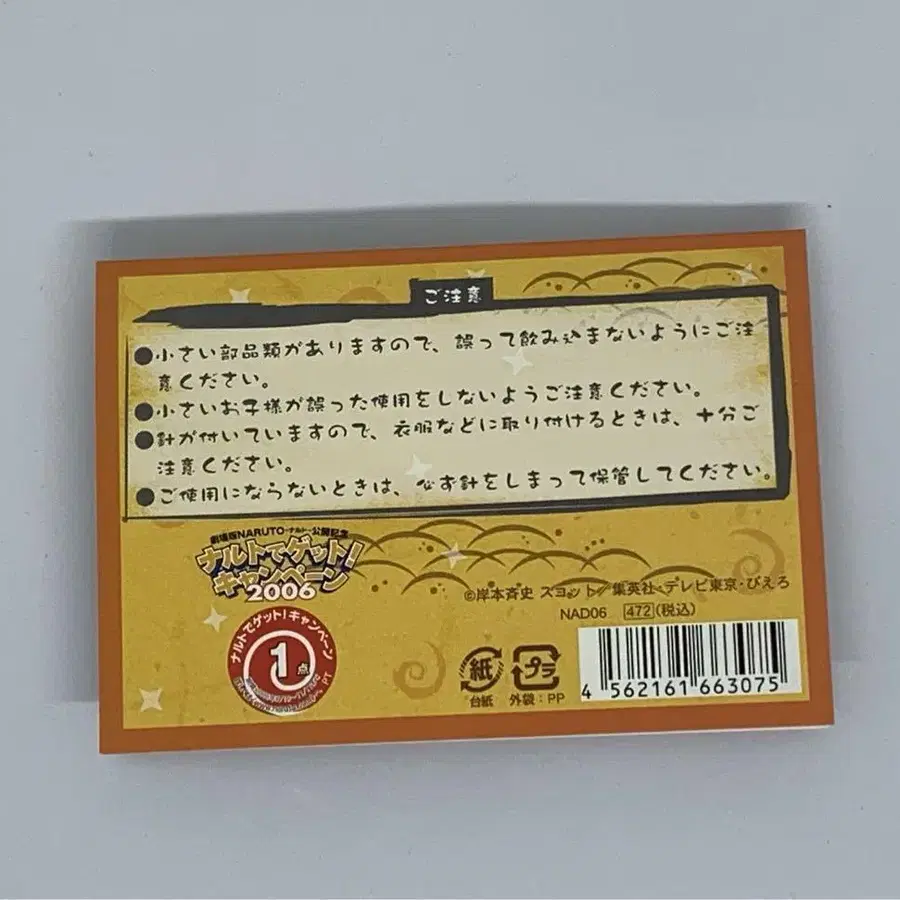 ご注意
●小さい部品類がありますので、誤って飲み込まないようにご注
意ください。
●小さいお子様が誤った使用をしないようご注意ください。
●針が付いていますので、衣服などに取り付けるときは、十分ご
注意ください。
●ご使用にならないときは、必ず針をしまって保管してください。
劇場版NARUTO-ナルト-公開記念
ナルトでゲット!
キャンペーン
2006
ナルトでゲット!キャンペーン
1点
©岸本斉史 スコット/集英社・テレビ東京・ぴえろ
NAD06 472(税込)
紙 プラ
台紙 外袋:PP
4 562161 663075